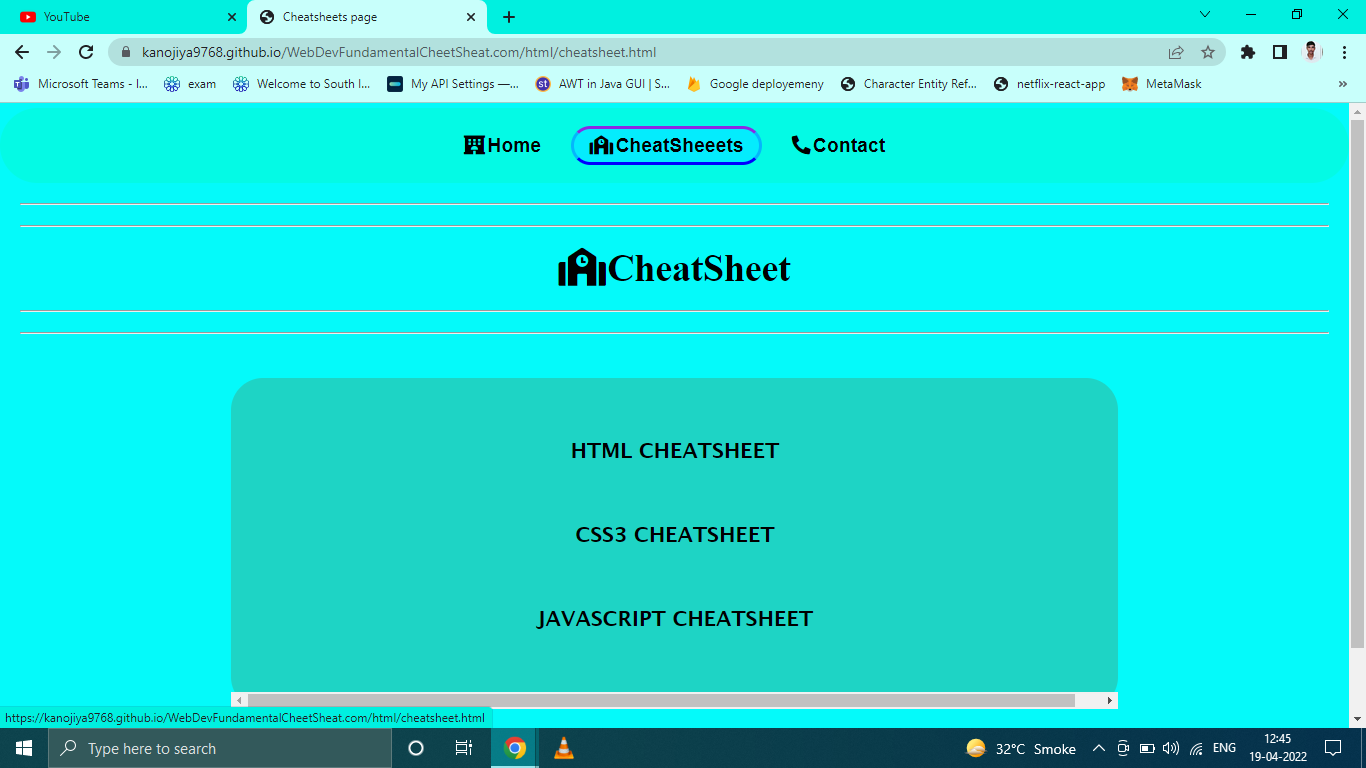 YouTube
Cheatsheets page
kanojiya9768.github.io/WebDevFundamentalCheetSheat.com/html/cheatsheet.html
Microsoft Teams - I... exam Welcome to South I... My API Settings —... st AWT in Java GUI | S... Google deployemeny Character Entity Ref... netflix-react-app MetaMask »
Home CheatSheeets Contact
CheatSheet
HTML CHEATSHEET
CSS3 CHEATSHEET
JAVASCRIPT CHEATSHEET
https://kanojiya9768.github.io/WebDevFundamentalCheetSheat.com/html/cheatsheet.html
Type here to search
32°C Smoke
ENG
12:45
19-04-2022